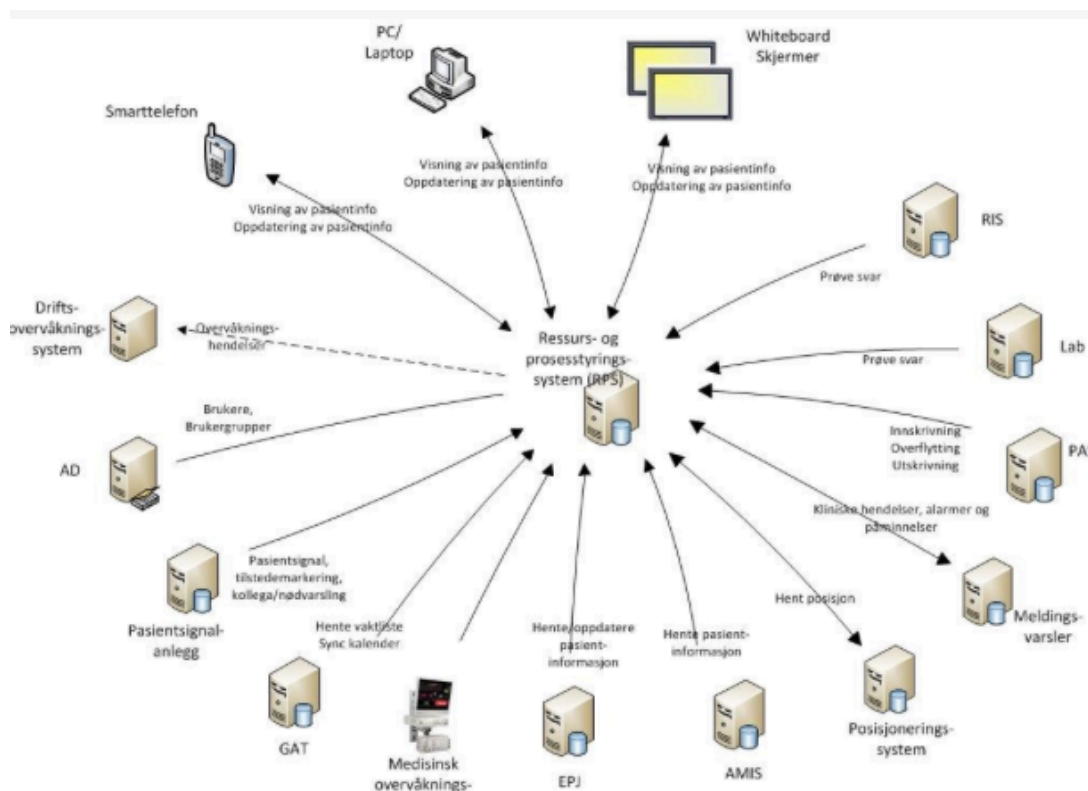 PC/
Laptop
Whiteboard
Skjermer
Smarttelefon
Visning av pasientinfo
Oppdatering av pasientinfo
Visning av pasientinfo
Oppdatering av pasientinfo
Visning av pasientinfo
Oppdatering av pasientinfo
RIS
Prøve svar
Drifts-
overvåknings-
system
Overvåknings-
hendelser
Ressurs- og
prosesstyrings-
system (RPS)
Lab
Prøve svar
Brukere,
Brukergrupper
AD
Innskrivning
Overflytting
Utskrivning
PA
Kliniske hendelser, alarmer og
påminnelser
Pasientsignal,
tilstedemarkering,
kollega/nødvarsling
Pasientsignal-
anlegg
Hent posisjon
Meldings-
varsler
Hente vaktliste
Sync kalender
Hente/oppdatere
pasient-
informasjon
Hente pasient-
informasjon
GAT
Medisinsk
overvåknings-
EPJ
AMIS
Posisjonerings-
system